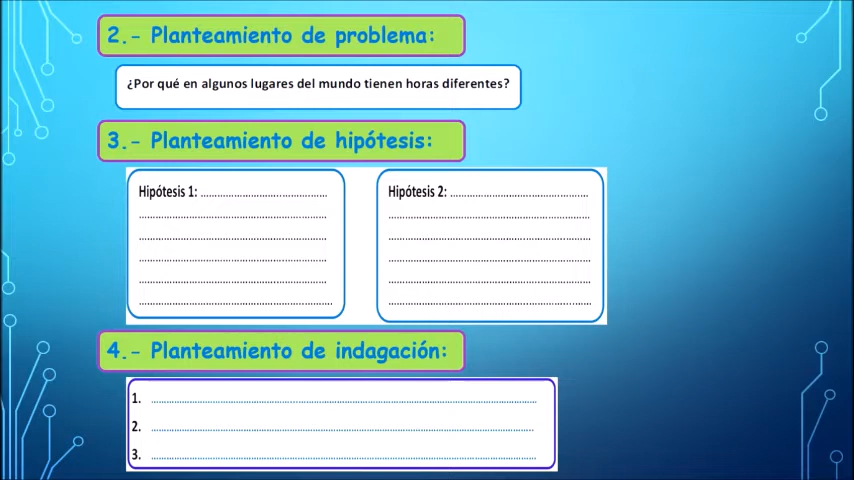 2.- Planteamiento de problema:
¿Por qué en algunos lugares del mundo tienen horas diferentes?
3.- Planteamiento de hipótesis:
Hipótesis 1: ..............................................
Hipótesis 2: ..............................................
4.- Planteamiento de indagación:
1. ..............................................
2. ..............................................
3. ..............................................